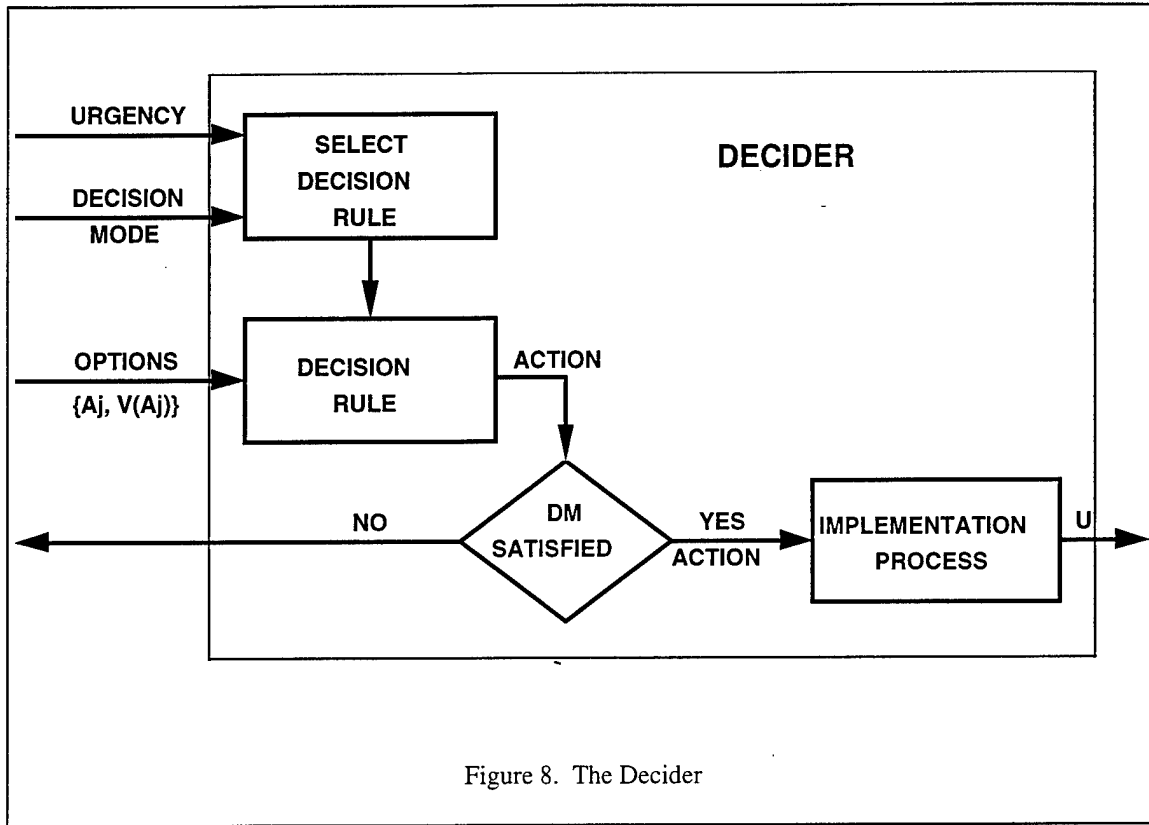 URGENCY
SELECT
DECISION
RULE
DECIDER
DECISION
MODE
OPTIONS
{Aj, V(Aj)}
DECISION
RULE
ACTION
NO
DM
SATISFIED
YES
ACTION
IMPLEMENTATION
PROCESS
U
Figure 8. The Decider